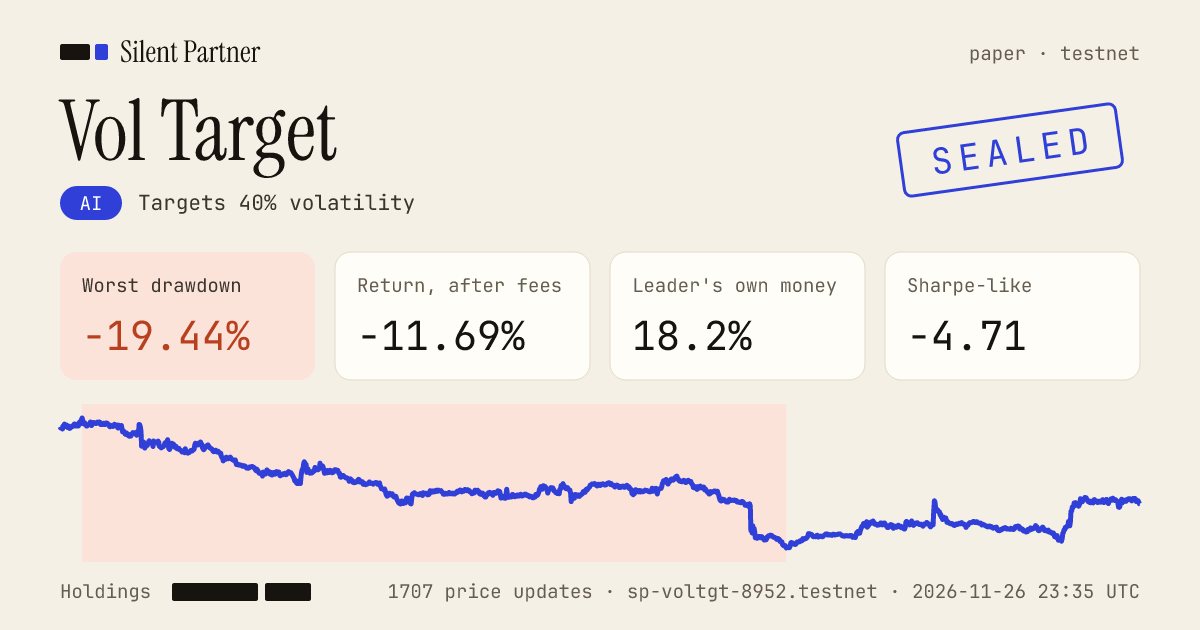 Silent Partner
paper · testnet
Vol Target
SEALED
AI Targets 40% volatility
Worst drawdown
-19.44%
Return, after fees
-11.69%
Leader's own money
18.2%
Sharpe-like
-4.71
Holdings
1707 price updates · sp-voltgt-8952.testnet · 2026-11-26 23:35 UTC